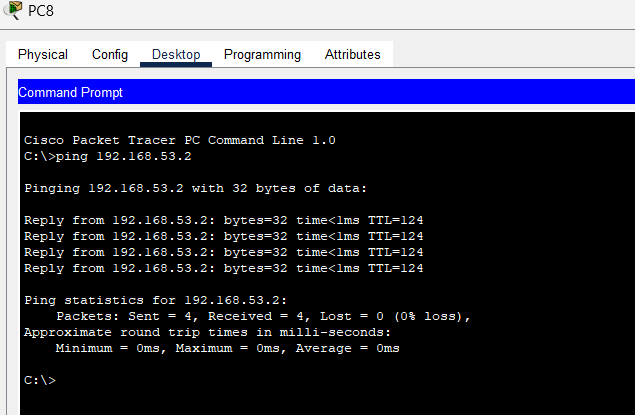 PC8
Physical Config Desktop Programming Attributes
Command Prompt
Cisco Packet Tracer PC Command Line 1.0
C:\>ping 192.168.53.2
Pinging 192.168.53.2 with 32 bytes of data:
Reply from 192.168.53.2: bytes=32 time<1ms TTL=124
Reply from 192.168.53.2: bytes=32 time<1ms TTL=124
Reply from 192.168.53.2: bytes=32 time<1ms TTL=124
Reply from 192.168.53.2: bytes=32 time<1ms TTL=124
Ping statistics for 192.168.53.2:
Packets: Sent = 4, Received = 4, Lost = 0 (0% loss),
Approximate round trip times in milli-seconds:
Minimum = 0ms, Maximum = 0ms, Average = 0ms
C:\>